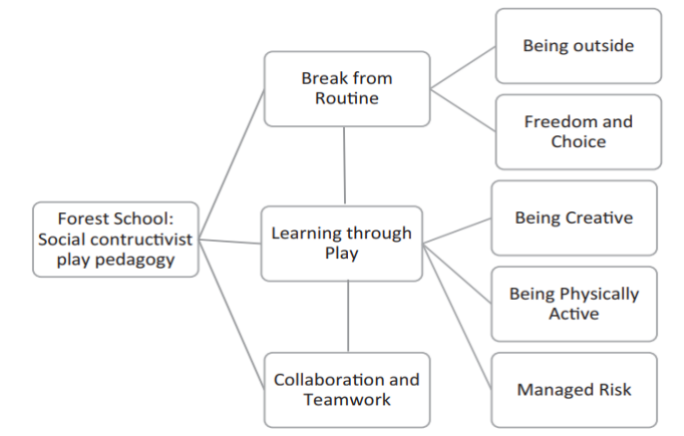 Forest School:
Social contructivist
play pedagogy
Break from
Routine
Learning through
Play
Collaboration and
Teamwork
Being outside
Freedom and
Choice
Being Creative
Being Physically
Active
Managed Risk